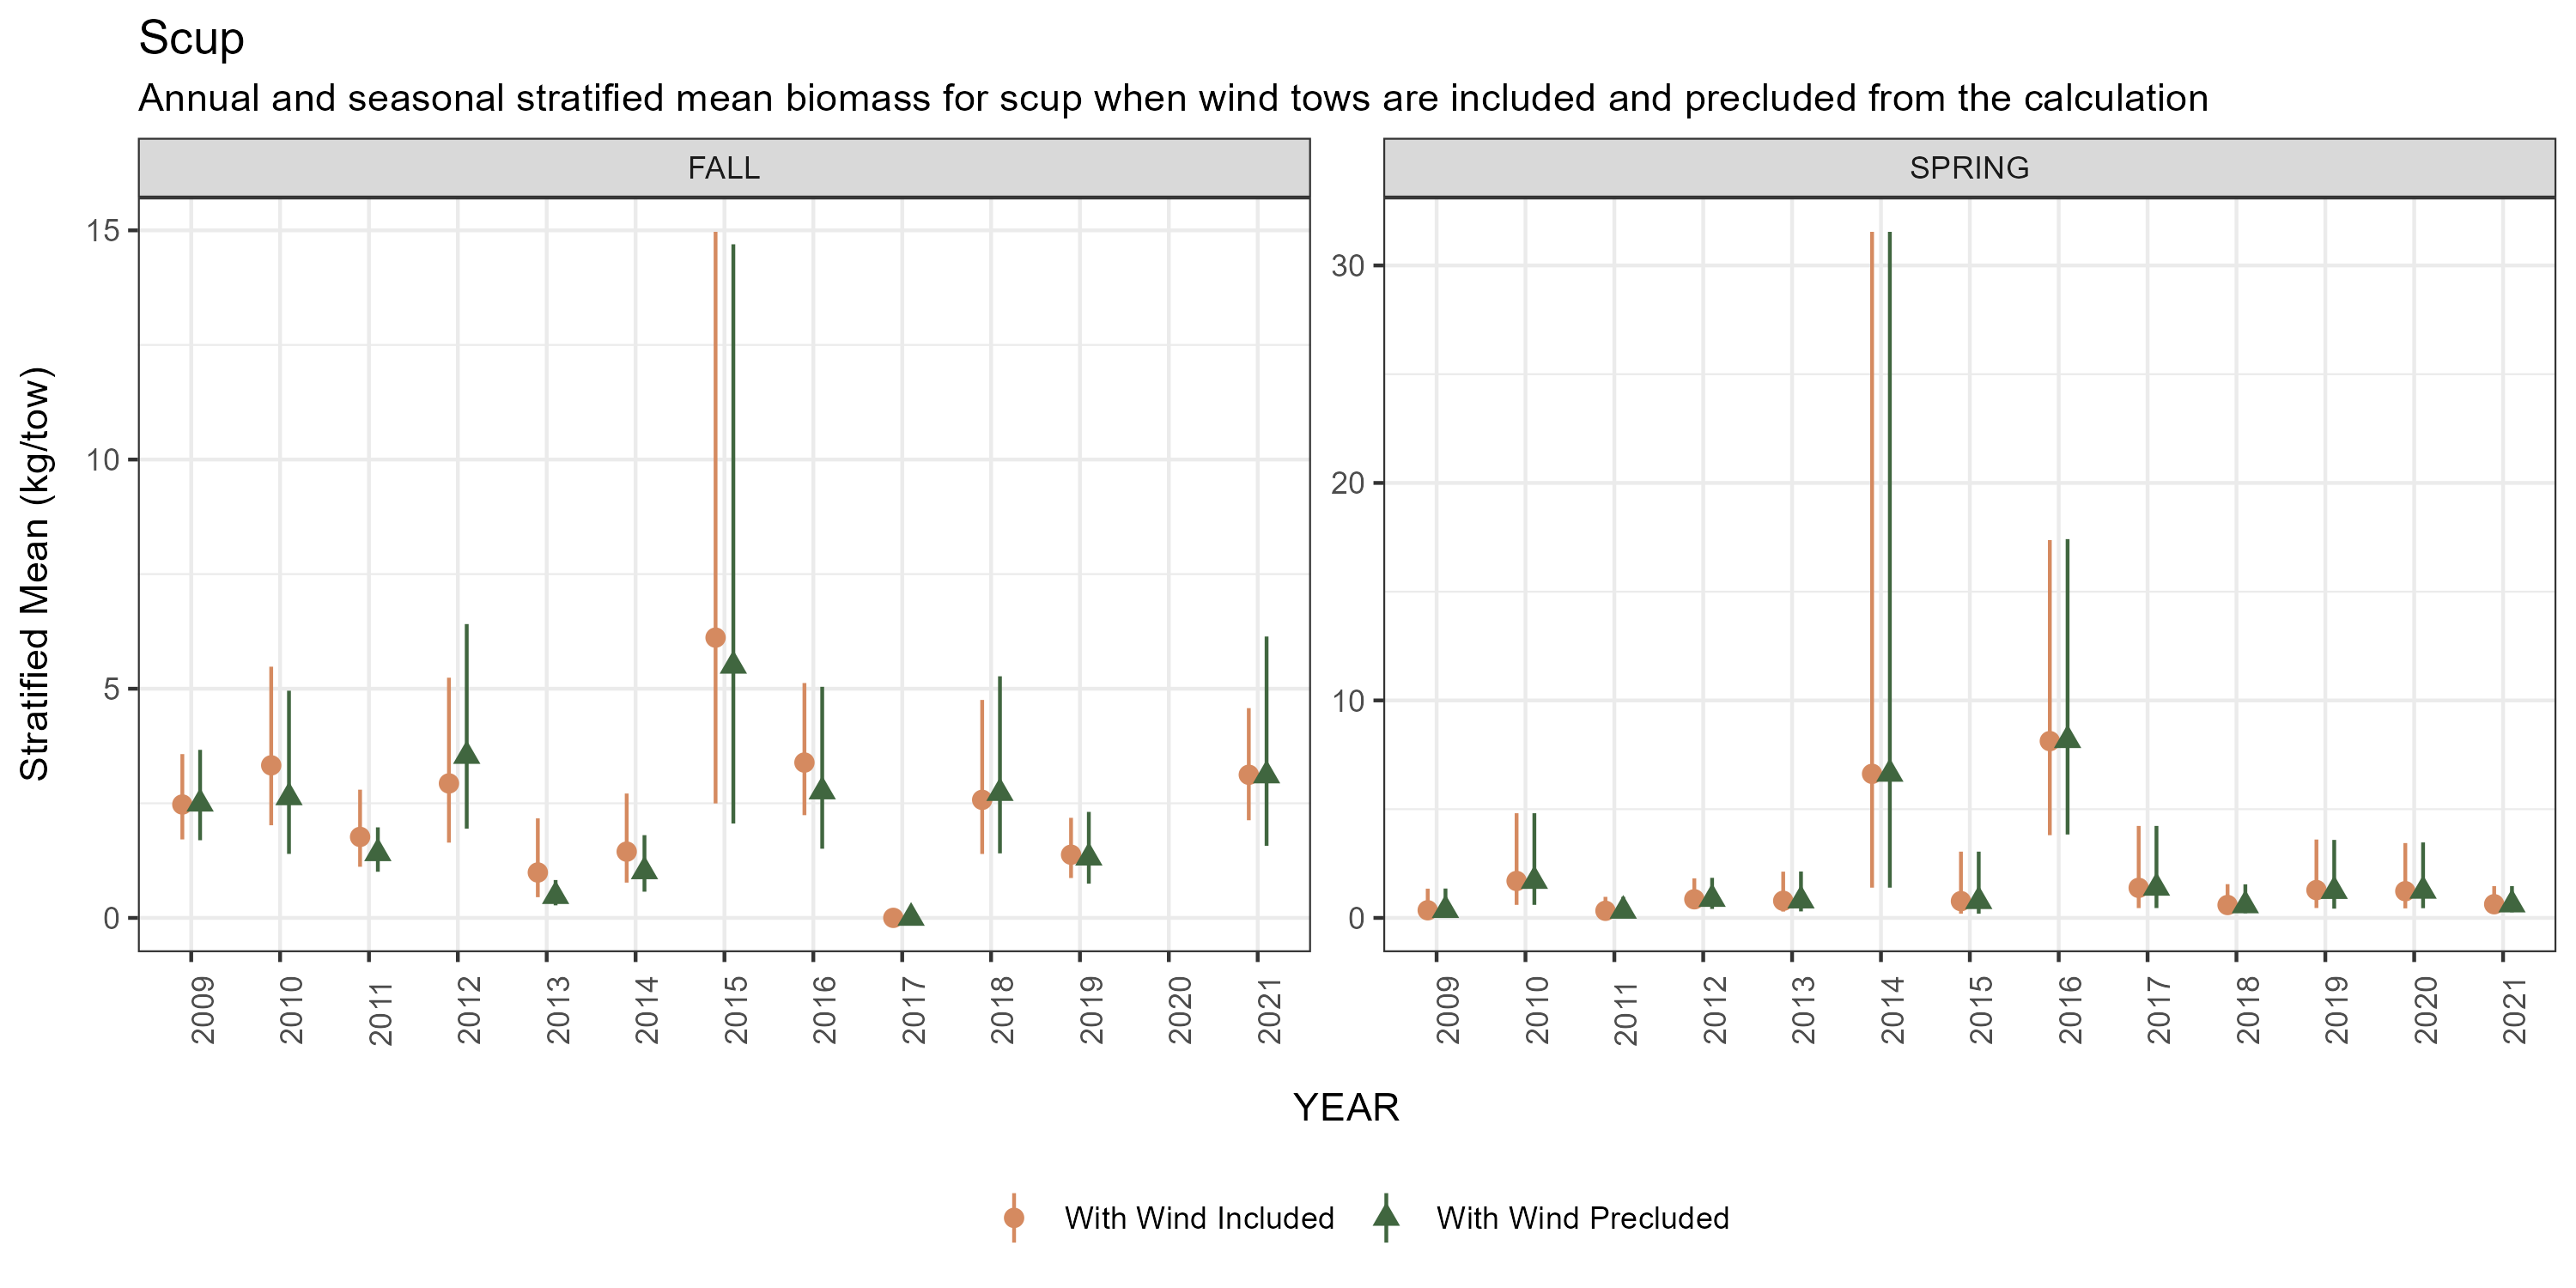 Scup
Annual and seasonal stratified mean biomass for scup when wind tows are included and precluded from the calculation
FALL
SPRING
Stratified Mean (kg/tow)
15
10
5
0
30
20
10
0
2009 2010 2011 2012 2013 2014 2015 2016 2017 2018 2019 2020 2021
2009 2010 2011 2012 2013 2014 2015 2016 2017 2018 2019 2020 2021
YEAR
With Wind Included With Wind Precluded